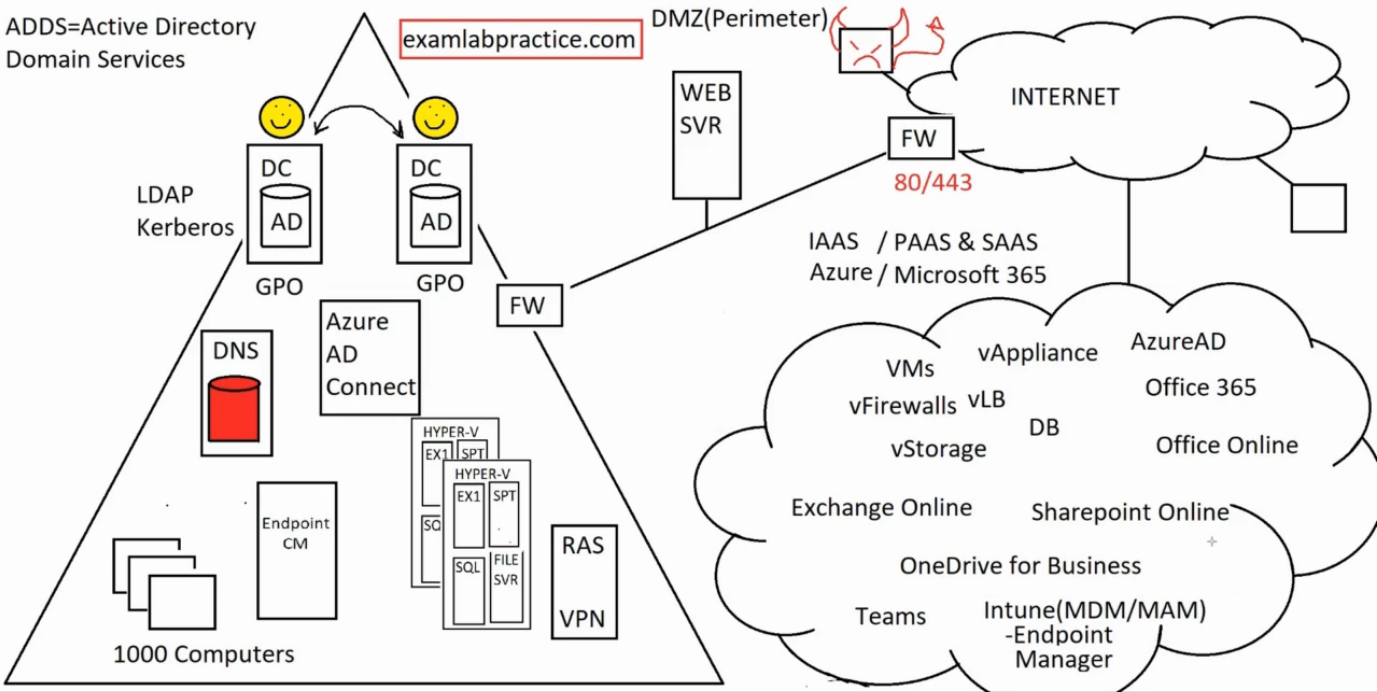 ADDS=Active Directory
Domain Services
examlabpractice.com
DMZ(Perimeter)
WEB
SVR
INTERNET
FW
80/443
DC
AD
DC
AD
LDAP
Kerberos
GPO
GPO
FW
IAAS / PAAS & SAAS
Azure / Microsoft 365
Azure
AD
Connect
DNS
HYPER-V
EX1
SPT
SQ
HYPER-V
EX1
SPT
SQL
FILE
SVR
Endpoint
CM
RAS
VPN
1000 Computers
VMs
vAppliance
AzureAD
Office 365
vFirewalls
vLB
DB
vStorage
Office Online
Exchange Online
Sharepoint Online
OneDrive for Business
Teams
Intune(MDM/MAM)
-Endpoint
Manager